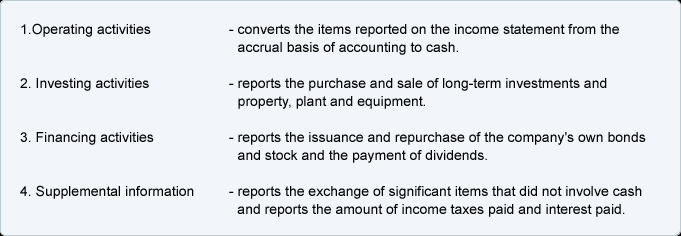 1.Operating activities - converts the items reported on the income statement from the
accrual basis of accounting to cash.
2. Investing activities - reports the purchase and sale of long-term investments and
property, plant and equipment.
3. Financing activities - reports the issuance and repurchase of the company's own bonds
and stock and the payment of dividends.
4. Supplemental information - reports the exchange of significant items that did not involve cash
and reports the amount of income taxes paid and interest paid.